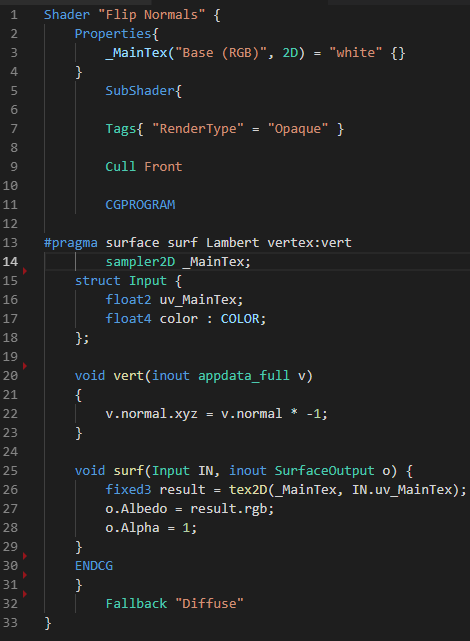 1 Shader "Flip Normals" {
2     Properties{
3         _MainTex("Base (RGB)", 2D) = "white" {}
4     }
5         SubShader{
6
7         Tags{ "RenderType" = "Opaque" }
8
9         Cull Front
10
11         CGPROGRAM
12
13 #pragma surface surf Lambert vertex:vert
14         sampler2D _MainTex;
15     struct Input {
16         float2 uv_MainTex;
17         float4 color : COLOR;
18     };
19
20     void vert(inout appdata_full v)
21     {
22         v.normal.xyz = v.normal * -1;
23     }
24
25     void surf(Input IN, inout SurfaceOutput o) {
26         fixed3 result = tex2D(_MainTex, IN.uv_MainTex);
27         o.Albedo = result.rgb;
28         o.Alpha = 1;
29     }
30     ENDCG
31     }
32         Fallback "Diffuse"
33 }